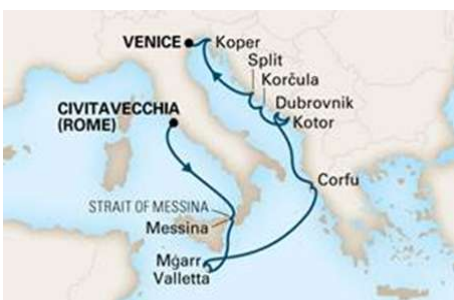 VENICE
Koper
Split
Korčula
Dubrovnik
Kotor
CIVITAVECCHIA
(ROME)
Corfu
STRAIT OF MESSINA
Messina
Mġarr
Valletta